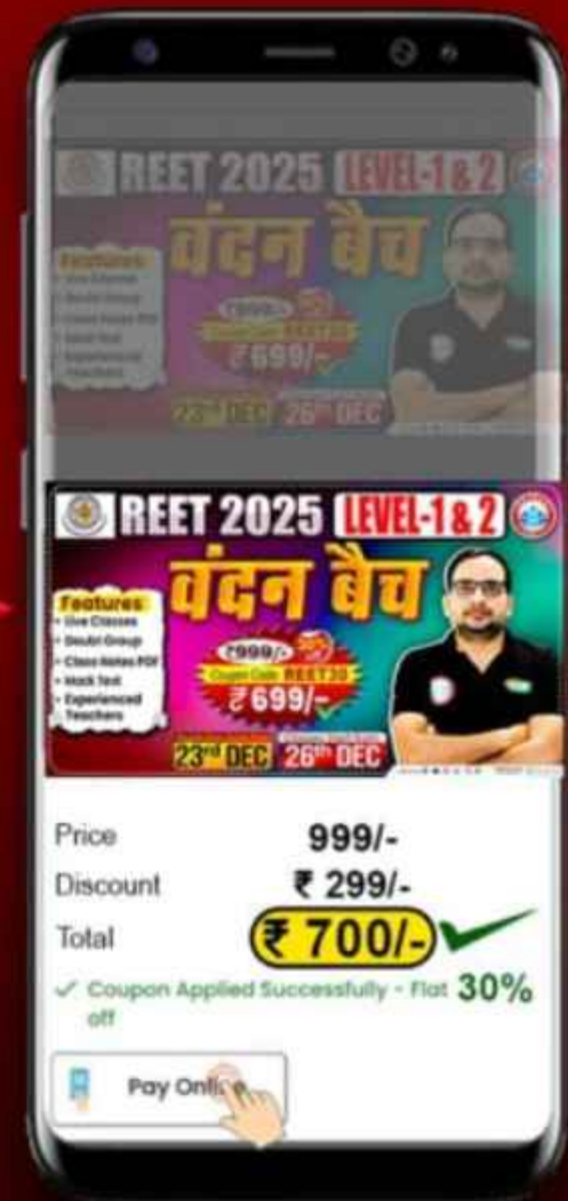 REET 2025 LEVEL-1 & 2
वंदन बैच
Features
999/-
₹699/-
23rd DEC 26th DEC
REET 2025 LEVEL-1 & 2
वंदन बैच
Features
• Live Classes
• Doubt Group
• Class Notes PDF
• Mock Test
• Experienced
Teachers
₹999/-
Coupon Code: REET30
₹699/-
23rd DEC 26th DEC
Price 999/-
Discount ₹ 299/-
Total ₹ 700/-
Coupon Applied Successfully - Flat 30%
off
Pay Online